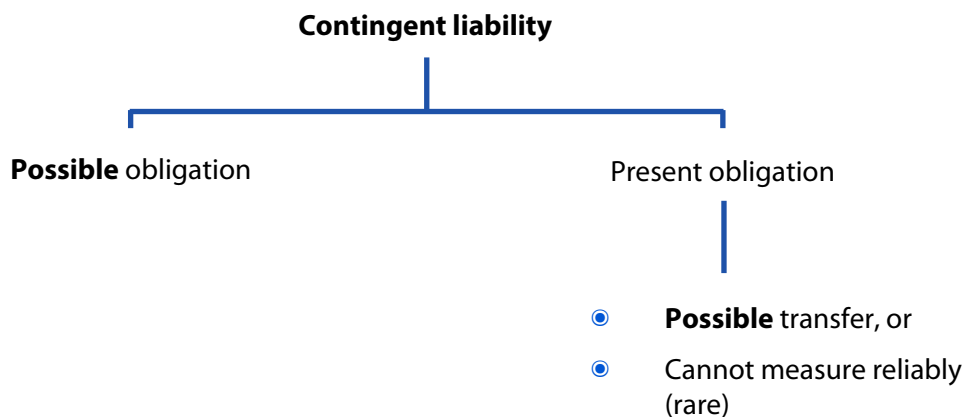 Contingent liability
Possible obligation
Present obligation
Possible transfer, or
Cannot measure reliably
(rare)